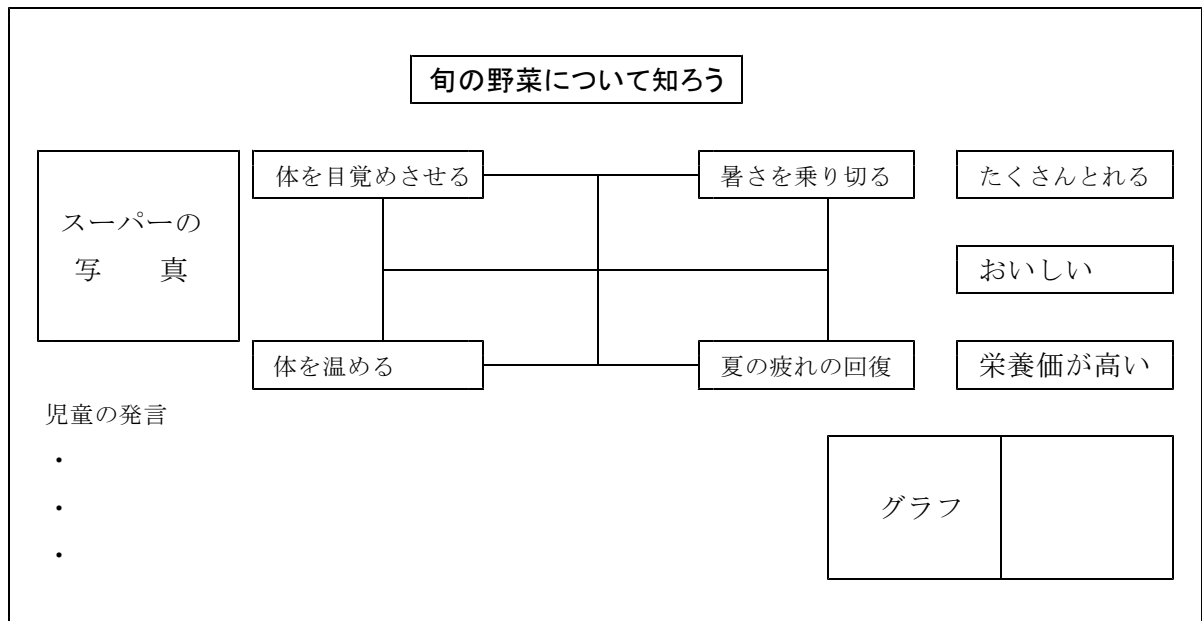 旬の野菜について知ろう
スーパーの
写　　真
体を目覚めさせる
暑さを乗り切る
たくさんとれる
おいしい
体を温める
夏の疲れの回復
栄養価が高い
児童の発言
・
・
・
グラフ